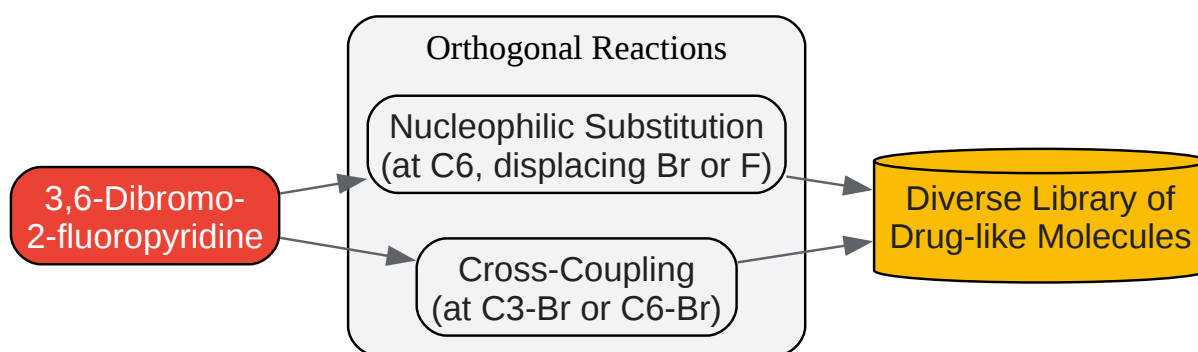 Orthogonal Reactions
Nucleophilic Substitution
(at C6, displacing Br or F)
3,6-Dibromo-
2-fluoropyridine
Diverse Library of
Drug-like Molecules
Cross-Coupling
(at C3-Br or C6-Br)